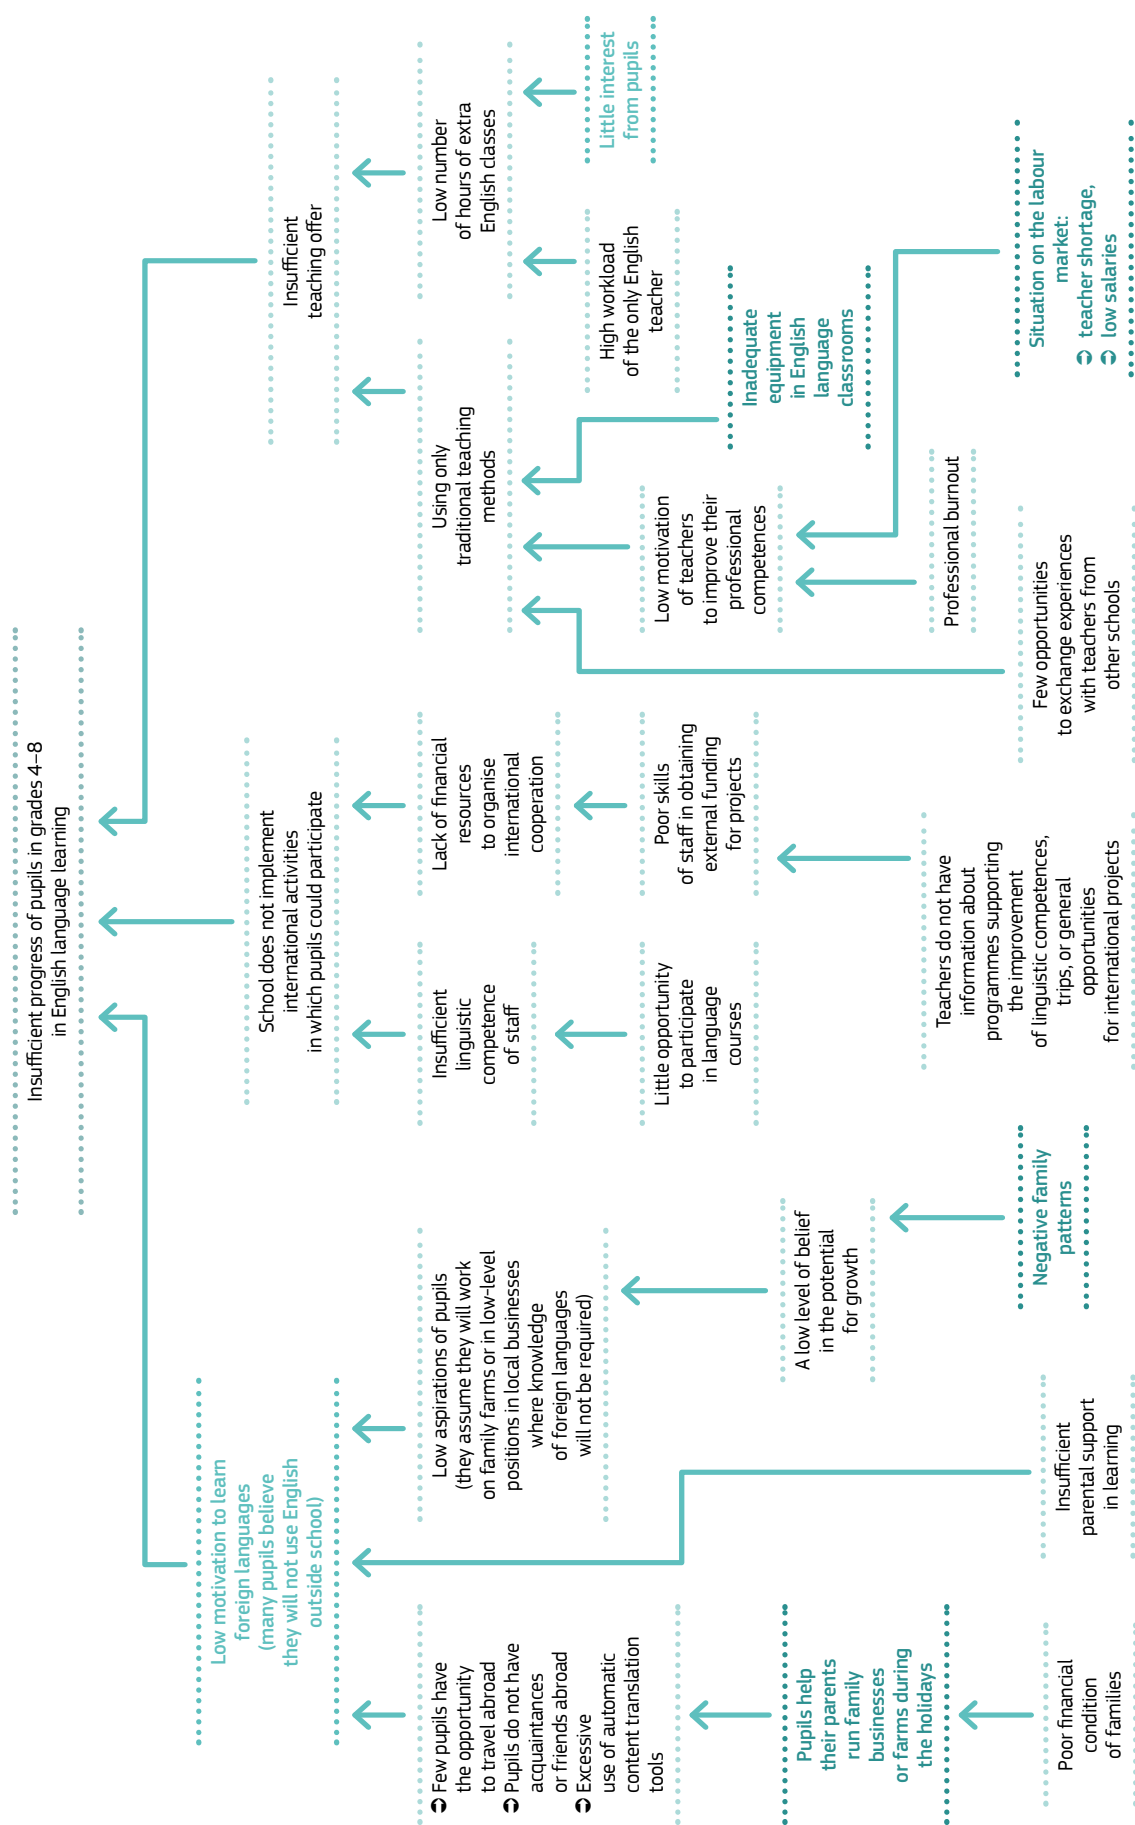 Insufficient progress of pupils in grades 4–8
in English language learning
Low motivation to learn
foreign languages
(many pupils believe
they will not use English
outside school)
School does not implement
international activities
in which pupils could participate
Insufficient
teaching offer
➲ Few pupils have
the opportunity
to travel abroad
➲ Pupils do not have
acquaintances
or friends abroad
➲ Excessive
use of automatic
content translation
tools
Low aspirations of pupils
(they assume they will work
on family farms or in low-level
positions in local businesses
where knowledge
of foreign languages
will not be required)
Insufficient
linguistic
competence
of staff
Lack of financial
resources
to organise
international
cooperation
Using only
traditional teaching
methods
Low number
of hours of extra
English classes
Little opportunity
to participate
in language
courses
Poor skills
of staff in obtaining
external funding
for projects
Low motivation
of teachers
to improve their
professional
competences
High workload
of the only English
teacher
Little interest
from pupils
Inadequate
equipment
in English
language
classrooms
Pupils help
their parents
run family
businesses
or farms during
the holidays
A low level of belief
in the potential
for growth
Teachers do not have
information about
programmes supporting
the improvement
of linguistic competences,
trips, or general
opportunities
for international projects
Professional burnout
Poor financial
condition
of families
Insufficient
parental support
in learning
Negative family
patterns
Few opportunities
to exchange experiences
with teachers from
other schools
Situation on the labour
market:
➲ teacher shortage,
➲ low salaries